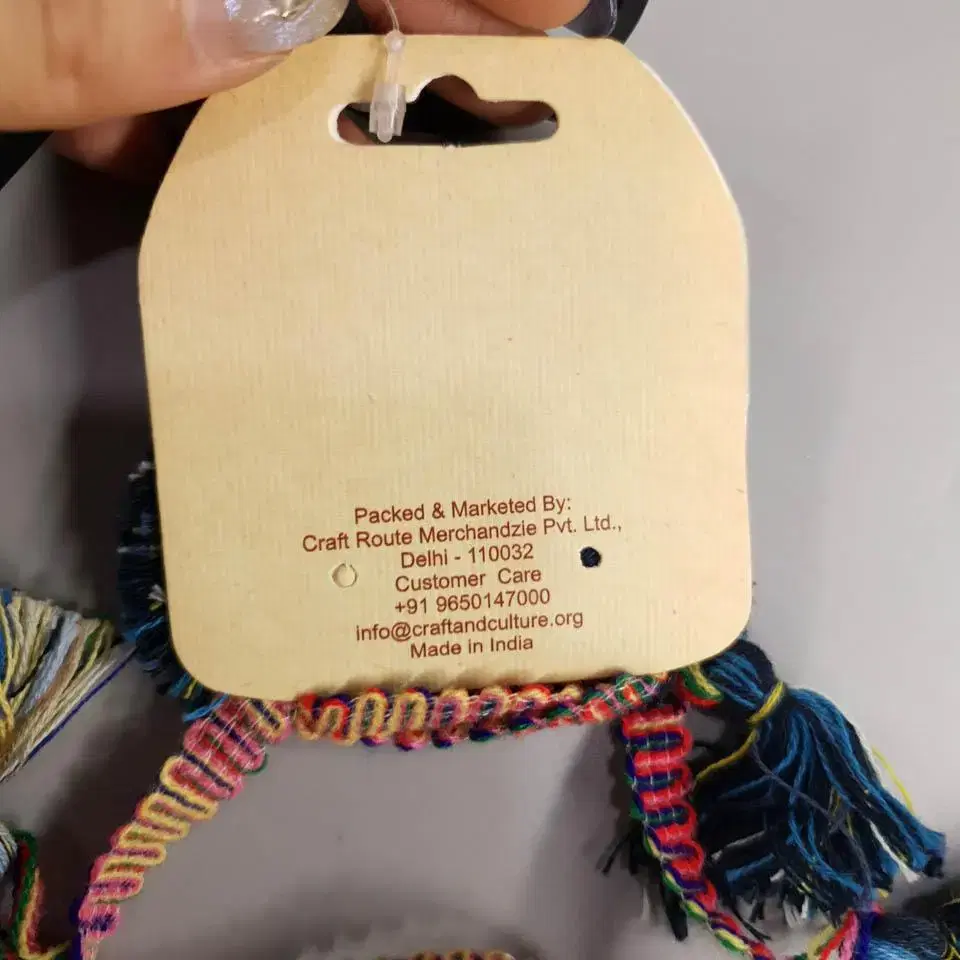 Packed & Marketed By:
Craft Route Merchandzie Pvt. Ltd.,
Delhi - 110032
Customer Care
+91 9650147000
info@craftandculture.org
Made in India